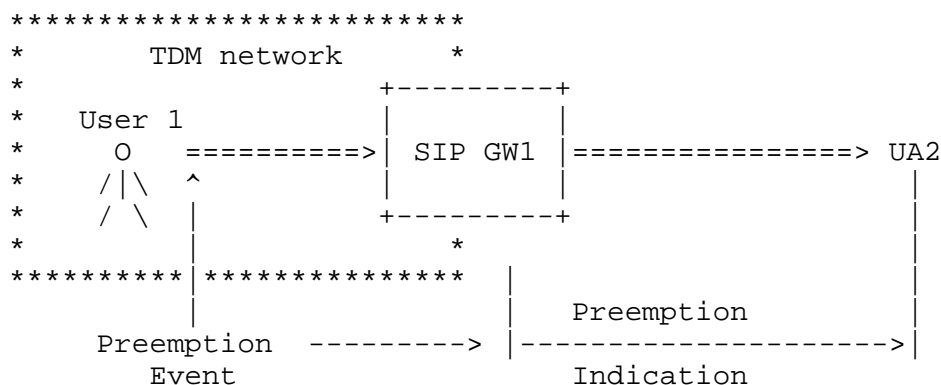 TDM network
User 1
SIP GW1
UA2
Preemption
Preemption
Event
Indication